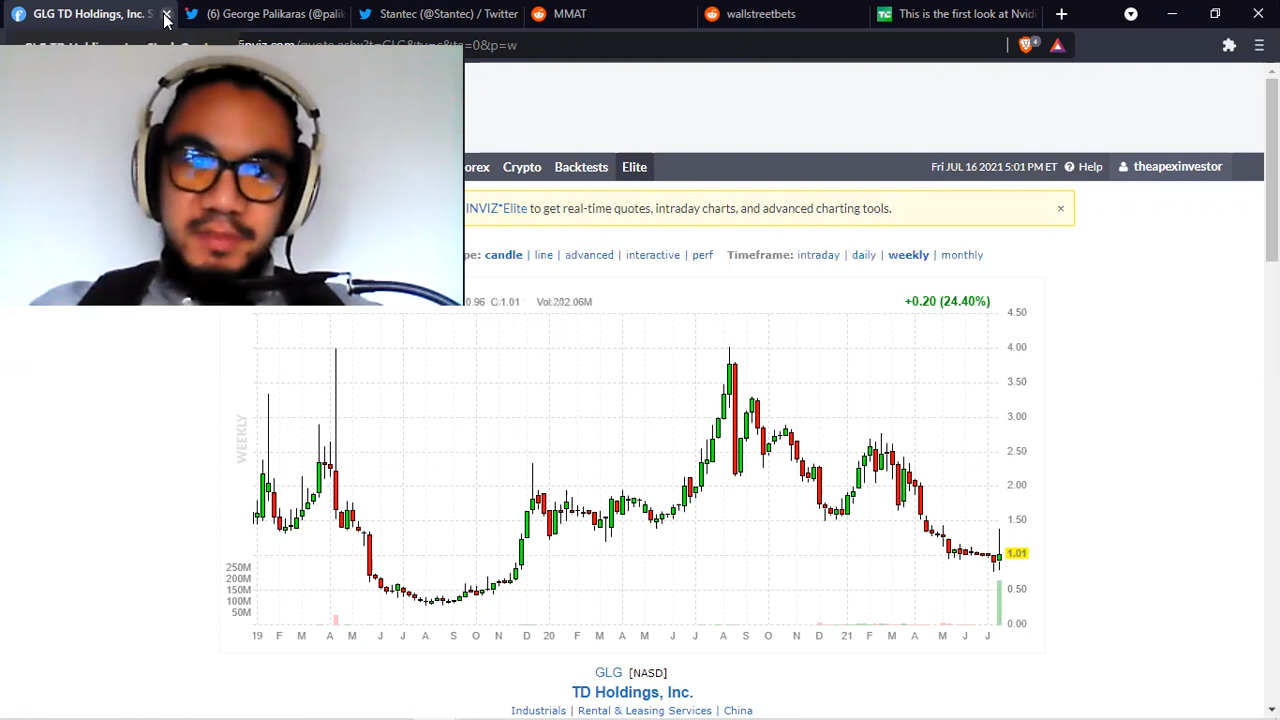 GLG TD Holdings, Inc. S
(6) George Palikaras (@palik
Stantec (@Stantec) / Twitter
MMAT
wallstreetbets
This is the first look at Nvidi
/quote.ashx?t=GLG&ty=c&ta=0&p=w
4
orex Crypto Backtests Elite
Fri JUL 16 2021 5:01 PM ET Help theapexinvestor
INVIZ*Elite to get real-time quotes, intraday charts, and advanced charting tools. ×
pe: candle | line | advanced | interactive | perf Timeframe: intraday | daily | weekly | monthly
0.96 C:1.01 Vol:202.06M +0.20 (24.40%)
4.50
4.00
3.50
3.00
2.50
2.00
1.50
1.01
0.50
0.00
WEEKLY
250M
200M
150M
100M
50M
19 F M A M J J A S O N D 20 F M A M J J A S O N D 21 F M A M J J
GLG [NASD]
TD Holdings, Inc.
Industrials | Rental & Leasing Services | China